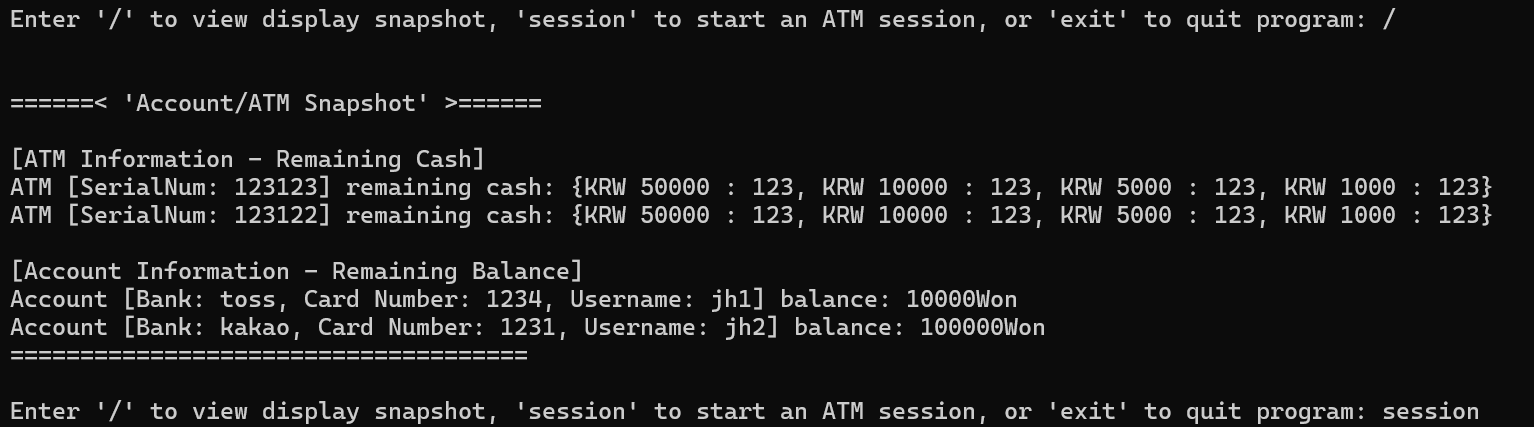 Enter '/' to view display snapshot, 'session' to start an ATM session, or 'exit' to quit program: /
======< 'Account/ATM Snapshot' >======
[ATM Information - Remaining Cash]
ATM [SerialNum: 123123] remaining cash: {KRW 50000 : 123, KRW 10000 : 123, KRW 5000 : 123, KRW 1000 : 123}
ATM [SerialNum: 123122] remaining cash: {KRW 50000 : 123, KRW 10000 : 123, KRW 5000 : 123, KRW 1000 : 123}
[Account Information - Remaining Balance]
Account [Bank: toss, Card Number: 1234, Username: jh1] balance: 10000Won
Account [Bank: kakao, Card Number: 1231, Username: jh2] balance: 100000Won
=====================================
Enter '/' to view display snapshot, 'session' to start an ATM session, or 'exit' to quit program: session